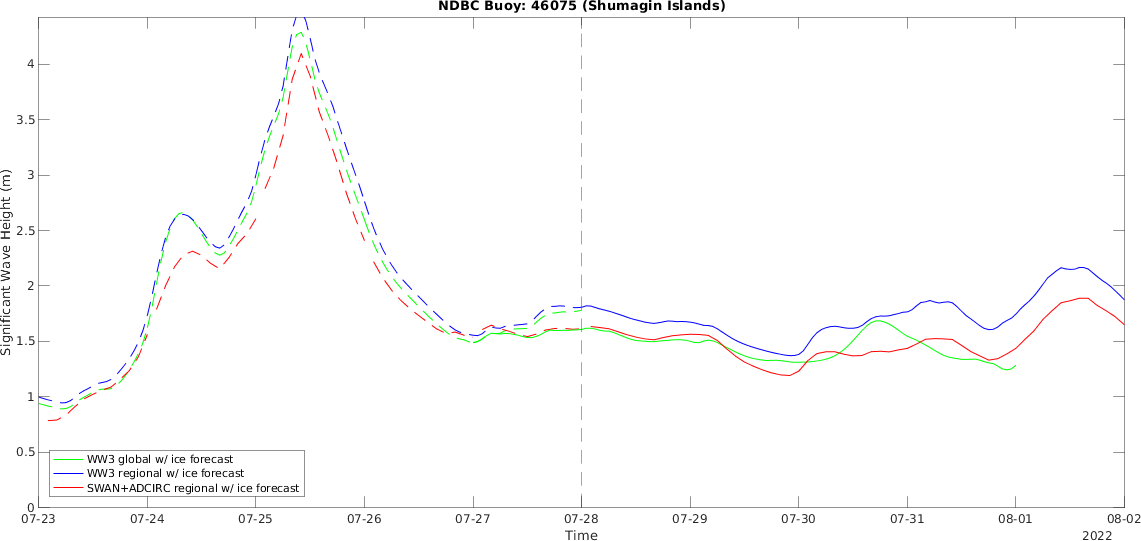 NDBC Buoy: 46075 (Shumagin Islands)
Significant Wave Height (m)
4
3.5
3
2.5
2
1.5
1
0.5
0
WW3 global w/ ice forecast
WW3 regional w/ ice forecast
SWAN+ADCIRC regional w/ ice forecast
07-23 07-24 07-25 07-26 07-27 07-28 07-29 07-30 07-31 08-01 08-02
Time
2022